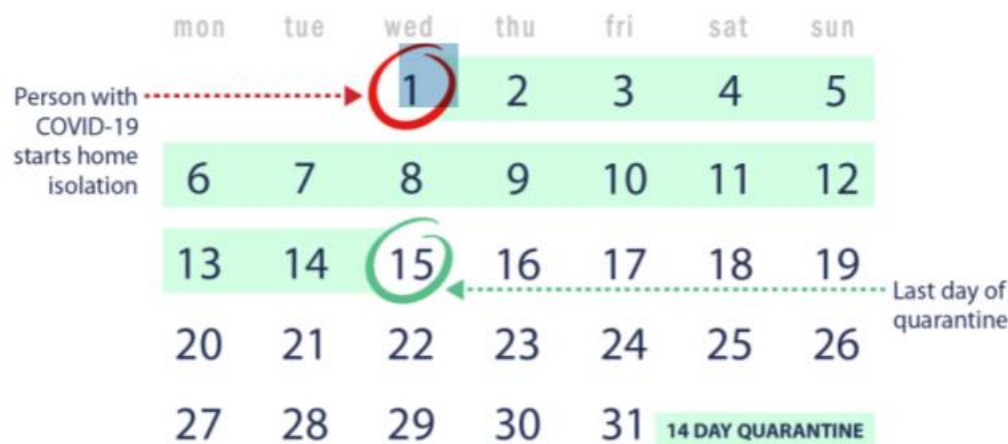 mon tue wed thu fri sat sun
Person with
COVID-19
starts home
isolation
1 2 3 4 5
6 7 8 9 10 11 12
13 14 15 16 17 18 19
Last day of
quarantine
20 21 22 23 24 25 26
27 28 29 30 31 14 DAY QUARANTINE